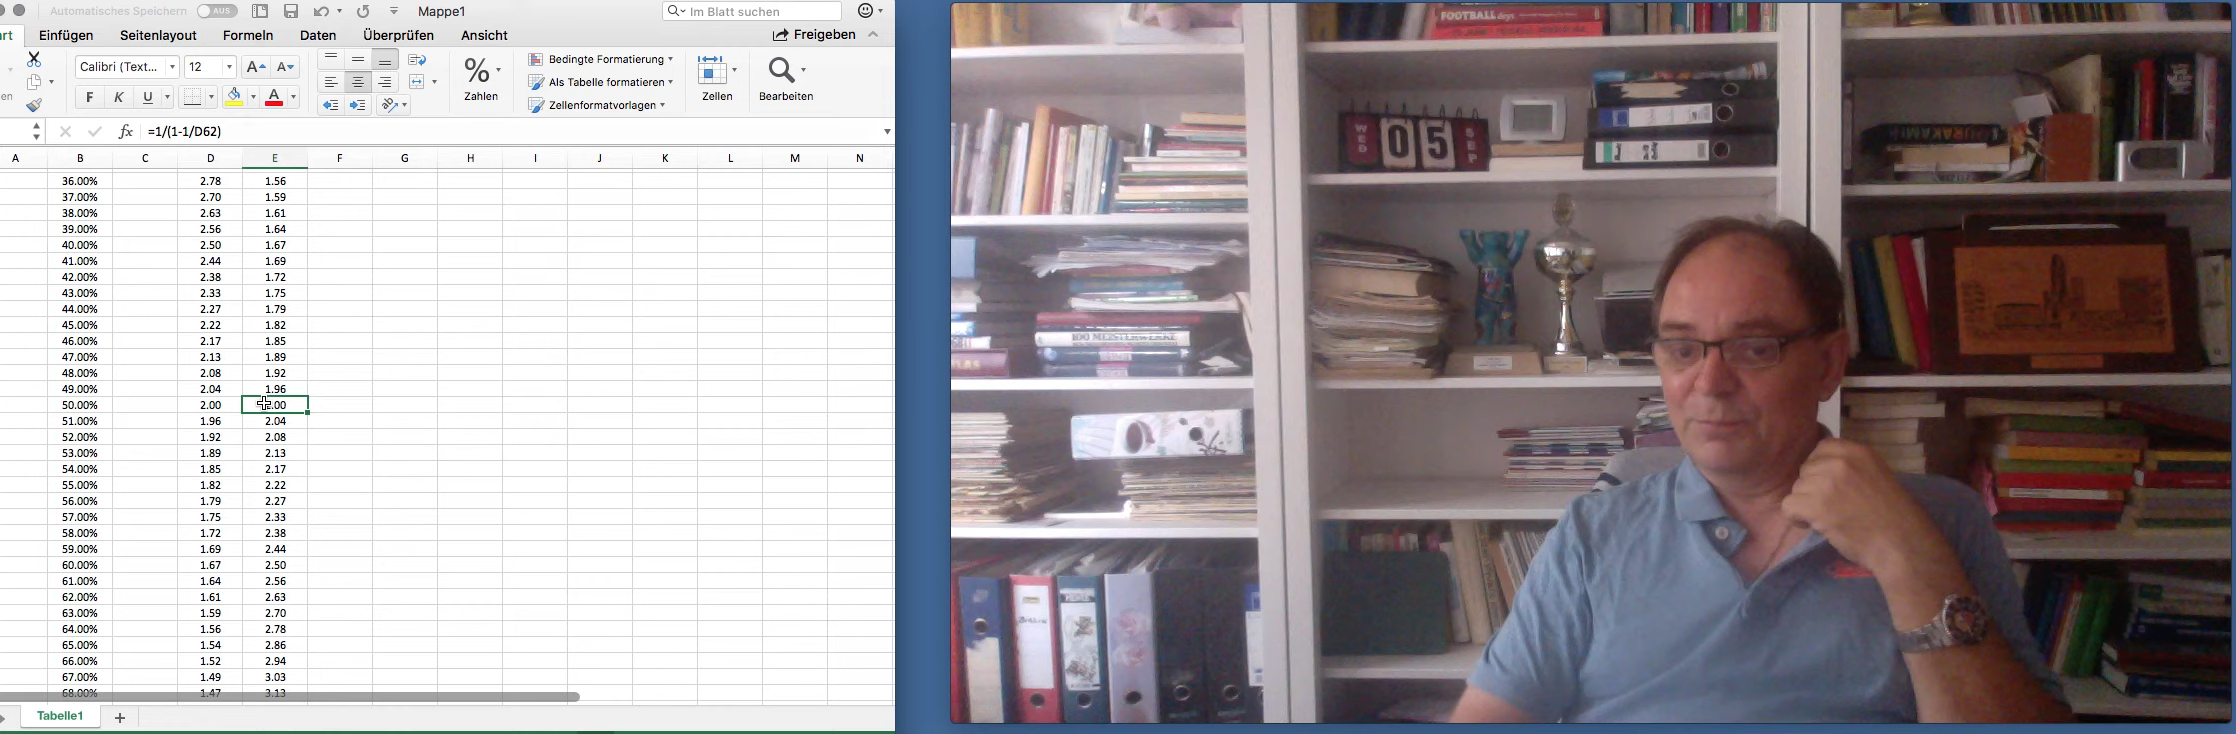 Automatisches Speichern AUS Mappe1 Im Blatt suchen
rt Einfügen Seitenlayout Formeln Daten Überprüfen Ansicht Freigeben
Calibri (Text... 12 A A % Bedingte Formatierung
Als Tabelle formatieren
en F K U A Zahlen Zellenformatvorlagen Zellen Bearbeiten
fx =1/(1-1/D62)
A B C D E F G H I J K L M N
36.00% 2.78 1.56
37.00% 2.70 1.59
38.00% 2.63 1.61
39.00% 2.56 1.64
40.00% 2.50 1.67
41.00% 2.44 1.69
42.00% 2.38 1.72
43.00% 2.33 1.75
44.00% 2.27 1.79
45.00% 2.22 1.82
46.00% 2.17 1.85
47.00% 2.13 1.89
48.00% 2.08 1.92
49.00% 2.04 1.96
50.00% 2.00 .00
51.00% 1.96 2.04
52.00% 1.92 2.08
53.00% 1.89 2.13
54.00% 1.85 2.17
55.00% 1.82 2.22
56.00% 1.79 2.27
57.00% 1.75 2.33
58.00% 1.72 2.38
59.00% 1.69 2.44
60.00% 1.67 2.50
61.00% 1.64 2.56
62.00% 1.61 2.63
63.00% 1.59 2.70
64.00% 1.56 2.78
65.00% 1.54 2.86
66.00% 1.52 2.94
67.00% 1.49 3.03
68.00% 1.47 3.13
Tabelle1 +
FOOTBALL days
WED 05 SEP
MURAKAMI
100 MEISTERWERKE